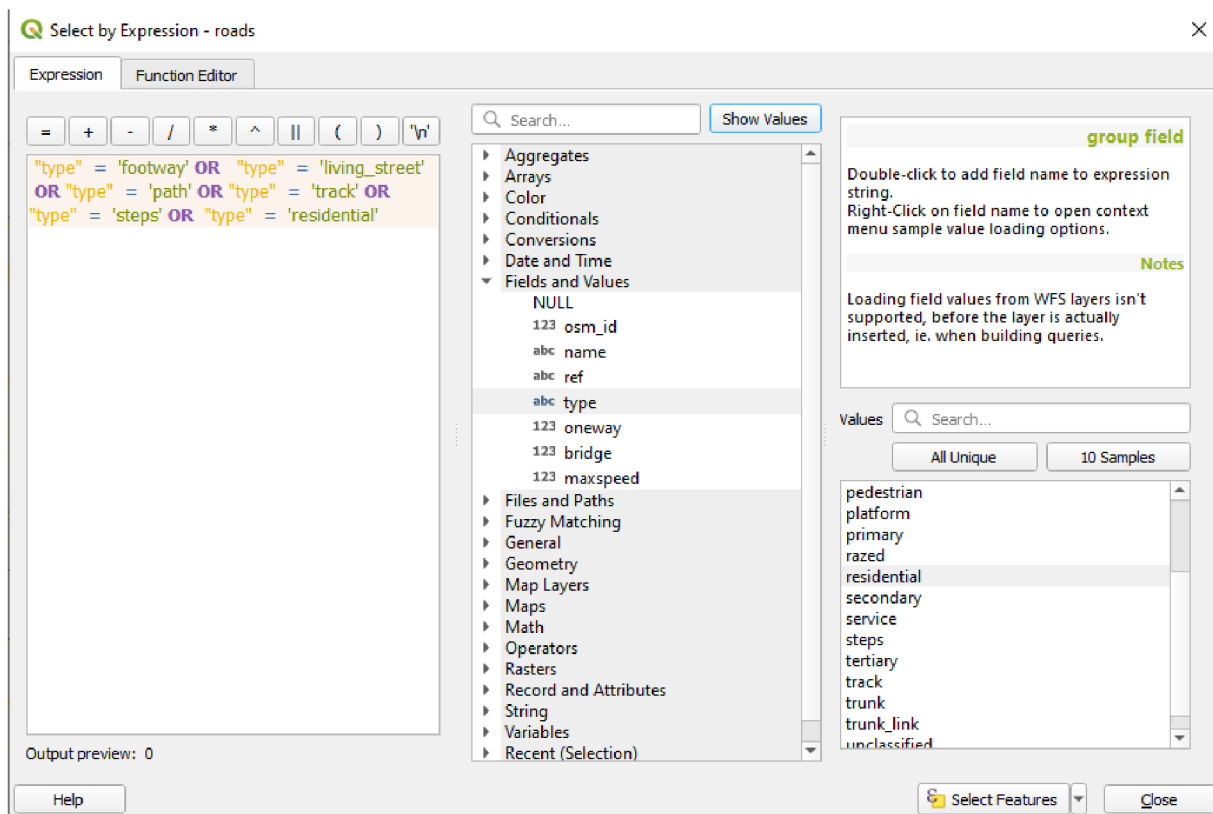 Select by Expression - roads
Expression
Function Editor
= + - / * ^ || ( ) '\n'
"type" = 'footway' OR "type" = 'living_street'
OR "type" = 'path' OR "type" = 'track' OR
"type" = 'steps' OR "type" = 'residential'
Output preview: 0
Help
Search...
Show Values
Aggregates
Arrays
Color
Conditionals
Conversions
Date and Time
Fields and Values
NULL
123 osm_id
abc name
abc ref
abc type
123 oneway
123 bridge
123 maxspeed
Files and Paths
Fuzzy Matching
General
Geometry
Map Layers
Maps
Math
Operators
Rasters
Record and Attributes
String
Variables
Recent (Selection)
group field
Double-click to add field name to expression
string.
Right-Click on field name to open context
menu sample value loading options.
Notes
Loading field values from WFS layers isn't
supported, before the layer is actually
inserted, ie. when building queries.
Values
Search...
All Unique
10 Samples
pedestrian
platform
primary
razed
residential
secondary
service
steps
tertiary
track
trunk
trunk_link
unclassified
Select Features
Close